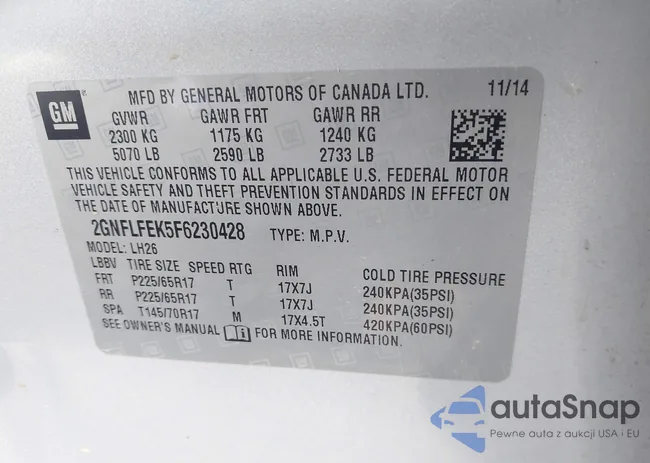 GM
MFD BY GENERAL MOTORS OF CANADA LTD. 11/14
GVWR GAWR FRT GAWR RR
2300 KG 1175 KG 1240 KG
5070 LB 2590 LB 2733 LB
THIS VEHICLE CONFORMS TO ALL APPLICABLE U.S. FEDERAL MOTOR
VEHICLE SAFETY AND THEFT PREVENTION STANDARDS IN EFFECT ON
THE DATE OF MANUFACTURE SHOWN ABOVE.
2GNFLFEK5F6230428 TYPE: M.P.V.
MODEL: LH26
LBBV TIRE SIZE SPEED RTG RIM COLD TIRE PRESSURE
FRT P225/65R17 T 17X7J 240KPA(35PSI)
RR P225/65R17 T 17X7J 240KPA(35PSI)
SPA T145/70R17 M 17X4.5T 420KPA(60PSI)
SEE OWNER'S MANUAL FOR MORE INFORMATION.
autaSnap
Pewne auta z aukcji USA i EU